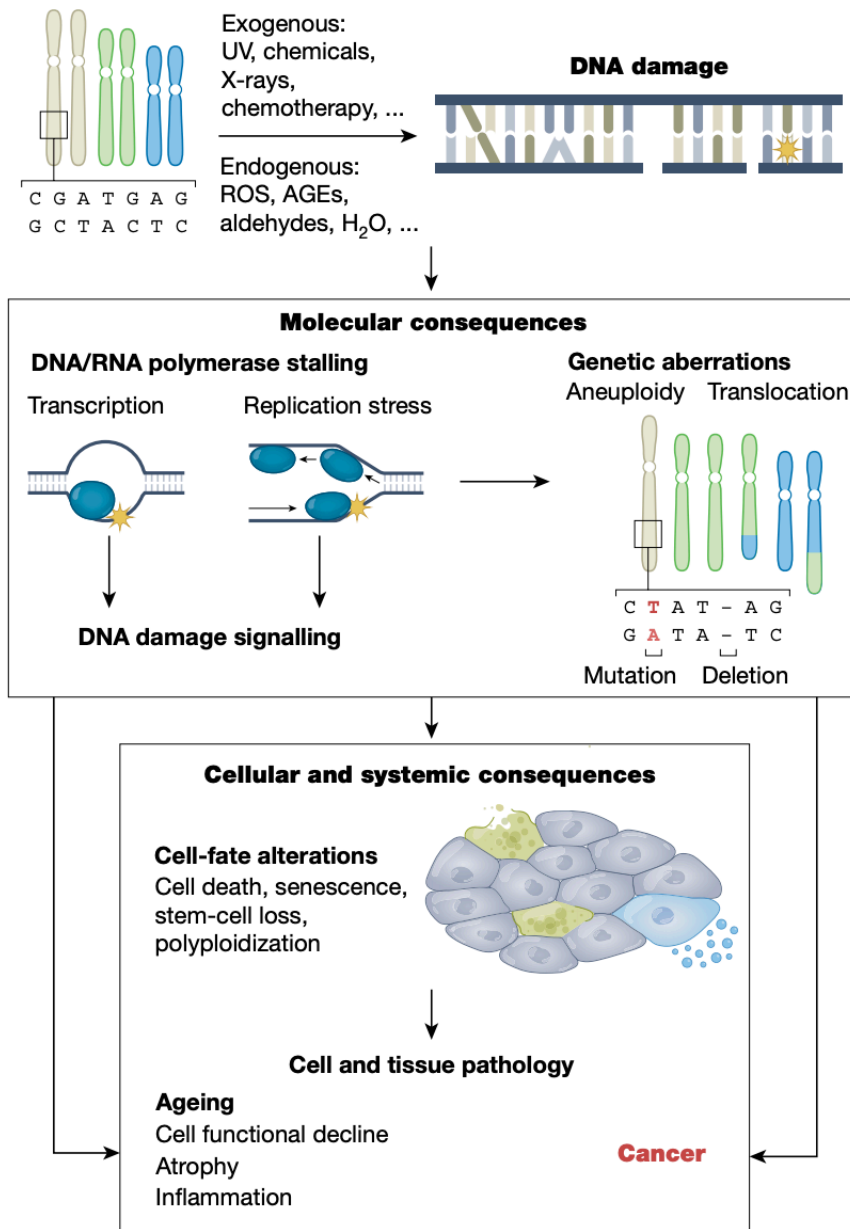 Exogenous:
UV, chemicals,
X-rays,
chemotherapy, ...
Endogenous:
ROS, AGEs,
aldehydes, H₂O, ...
C G A T G A G
G C T A C T C
DNA damage
Molecular consequences
DNA/RNA polymerase stalling
Transcription
Replication stress
DNA damage signalling
Genetic aberrations
Aneuploidy
Translocation
C T A T – A G
G A T A – T C
Mutation
Deletion
Cellular and systemic consequences
Cell-fate alterations
Cell death, senescence,
stem-cell loss,
polyploidization
Cell and tissue pathology
Ageing
Cell functional decline
Atrophy
Inflammation
Cancer